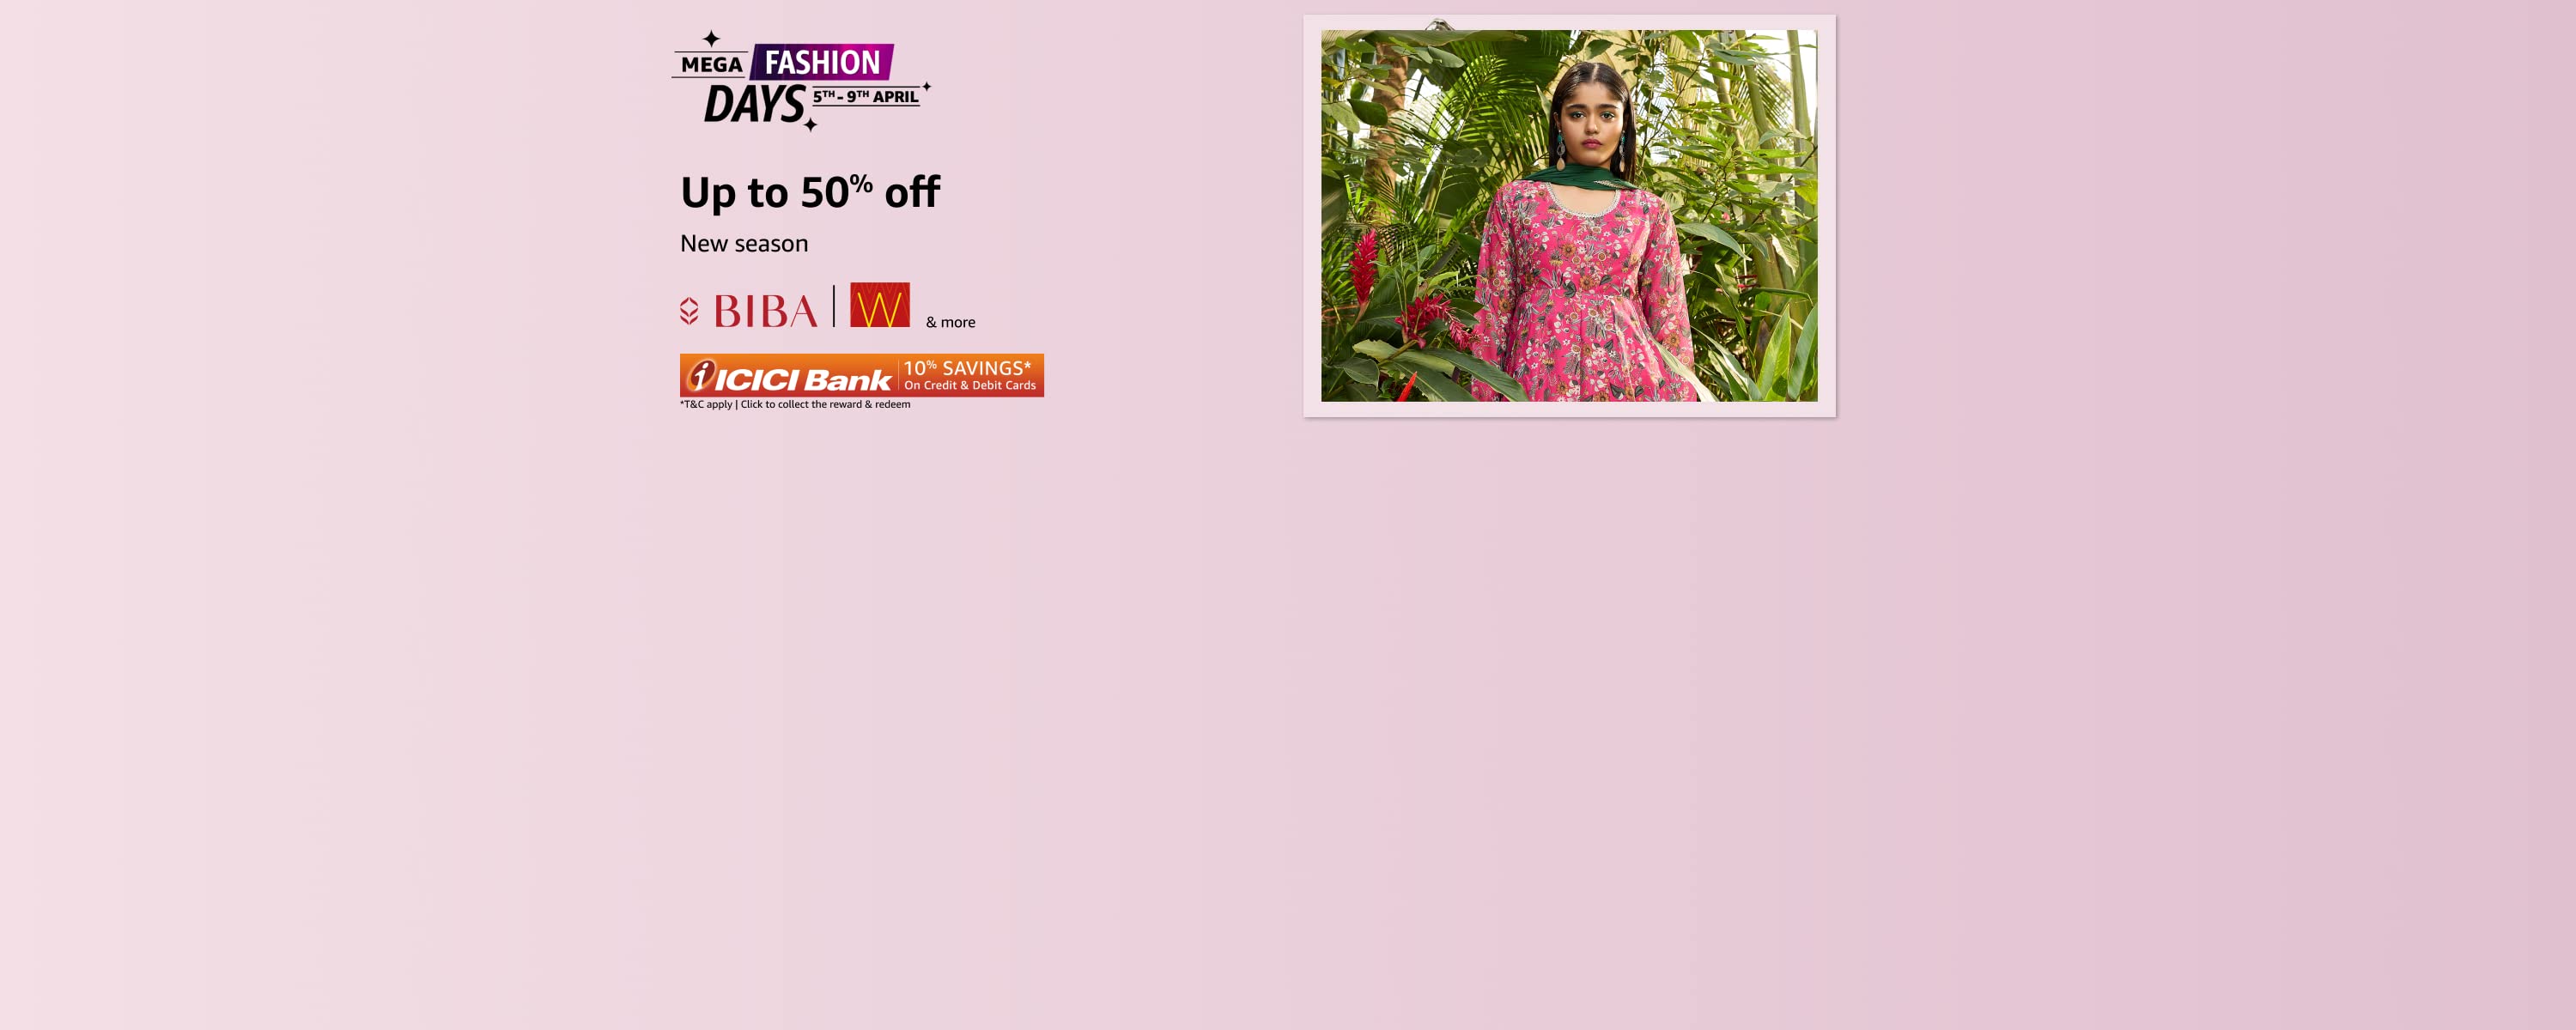 MEGA FASHION
DAYS 5TH - 9TH APRIL
Up to 50% off
New season
BIBA | W & more
i ICICI Bank 10% SAVINGS*
On Credit & Debit Cards
*T&C apply | Click to collect the reward & redeem